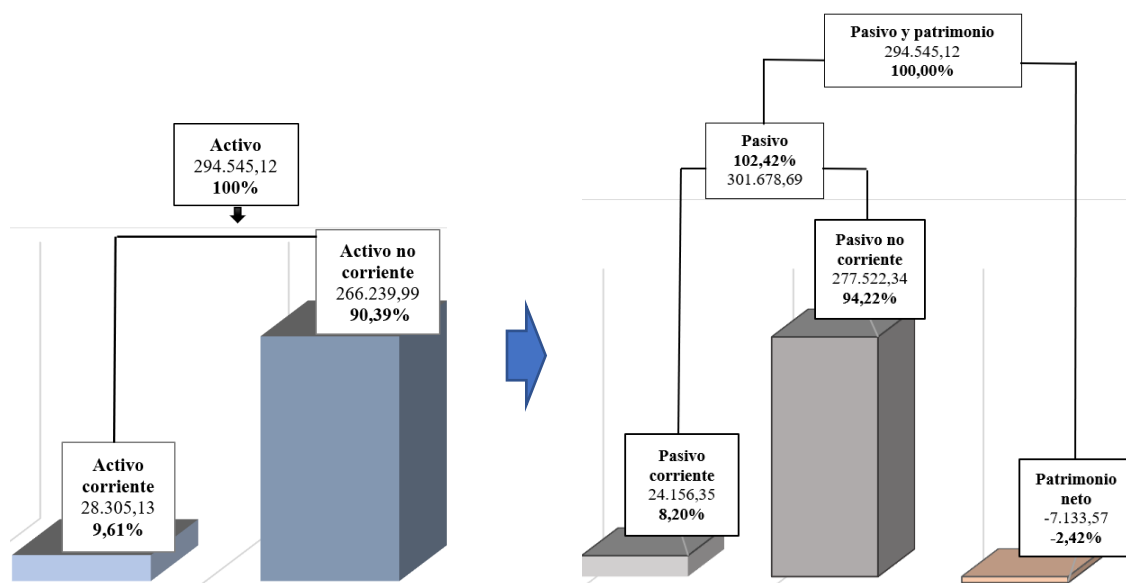 Activo
294.545,12
100%
Activo no
corriente
266.239,99
90,39%
Activo
corriente
28.305,13
9,61%
Pasivo y patrimonio
294.545,12
100,00%
Pasivo
102,42%
301.678,69
Pasivo no
corriente
277.522,34
94,22%
Pasivo
corriente
24.156,35
8,20%
Patrimonio
neto
-7.133,57
-2,42%